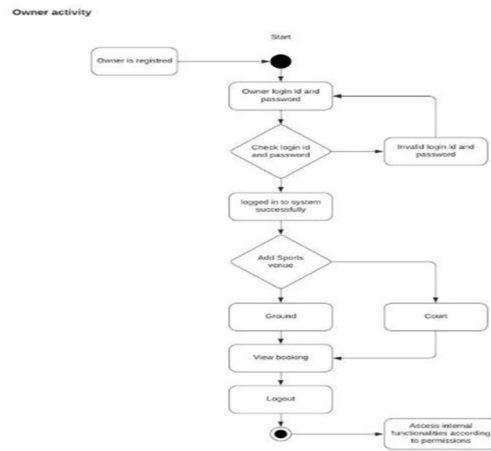 Owner activity
Start
Owner is registred
Owner login id and
password
Check login id
and password
Invalid login id and
password
logged in to system
successfully
Add Sports
venue
Ground
Court
View booking
Logout
Access internal
functionalities according
to permissions